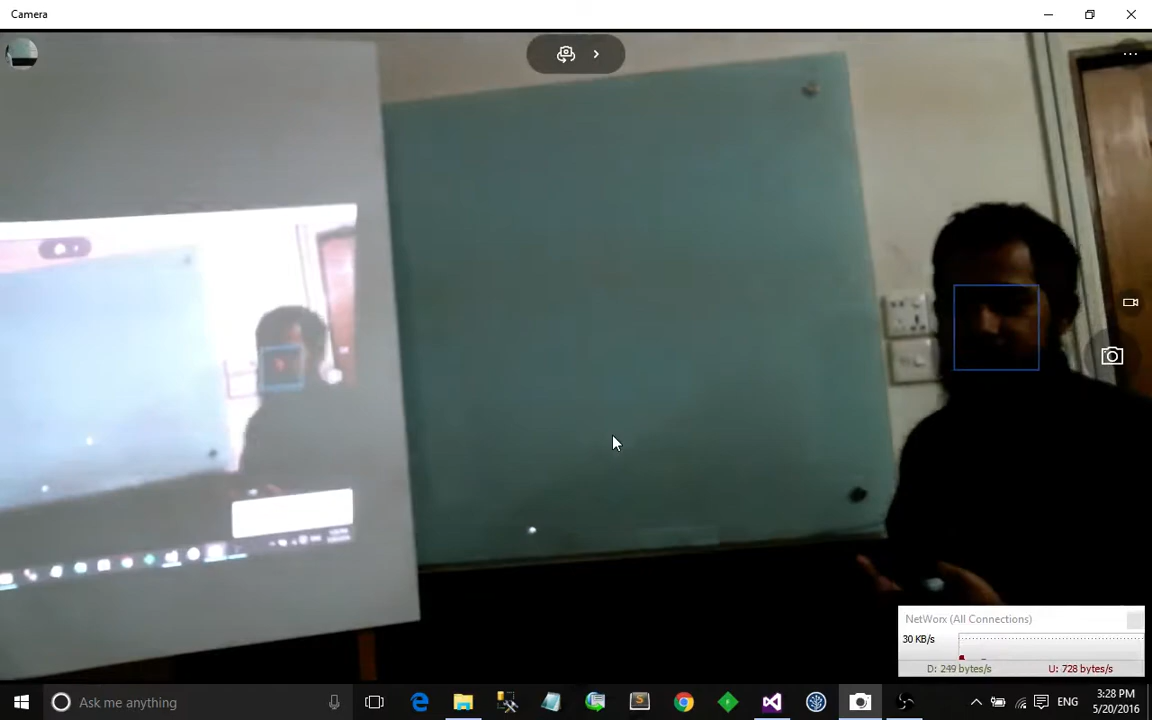 Camera
NetWorx (All Connections)
30 KB/s
D: 249 bytes/s
U: 728 bytes/s
Ask me anything
ENG
3:28 PM
5/20/2016